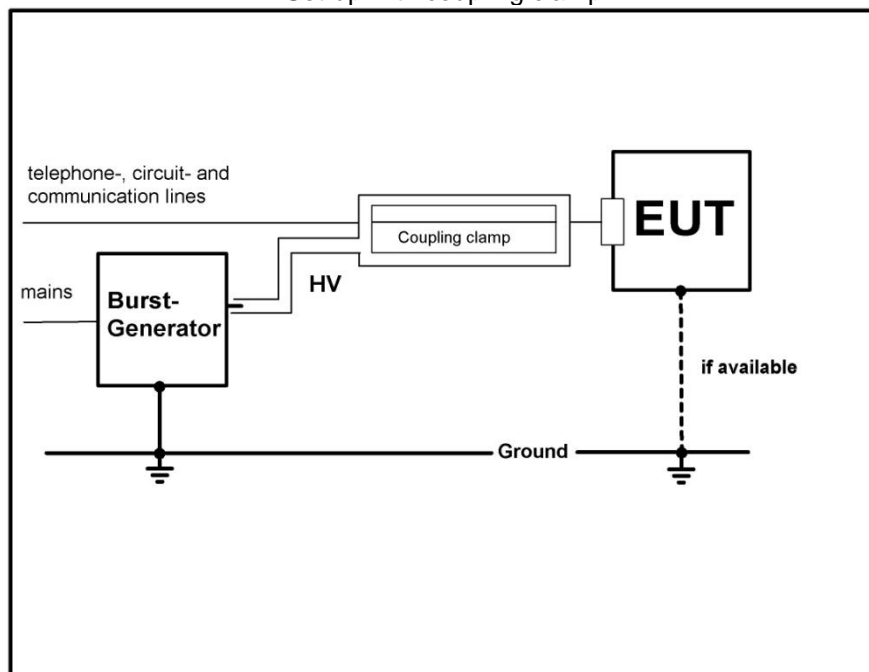 telephone-, circuit- and
communication lines
EUT
Coupling clamp
mains
Burst-
Generator
HV
if available
Ground